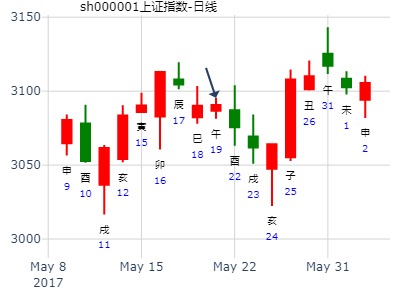 sh000001上证指数-日线
3150
3100
3050
3000
申
9
酉
10
戌
11
亥
12
寅
15
卯
16
辰
17
巳
18
午
19
酉
22
戌
23
亥
24
子
25
丑
26
午
31
未
1
申
2
May 8
2017
May 15
May 22
May 31